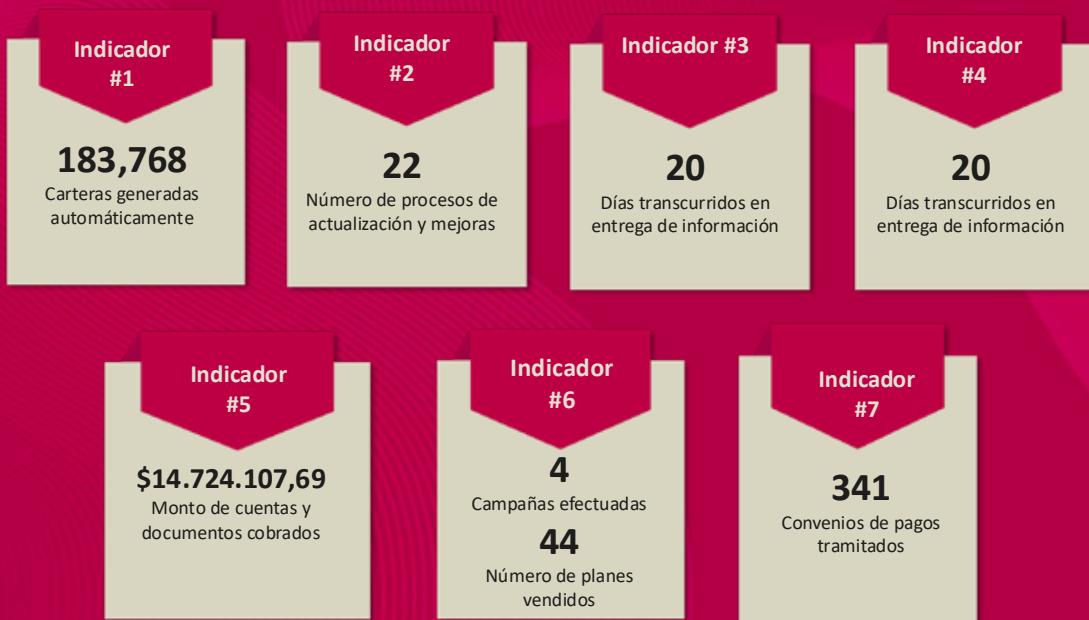 Indicador
#1
183,768
Carteras generadas
automáticamente
Indicador
#2
22
Número de procesos de
actualización y mejoras
Indicador #3
20
Días transcurridos en
entrega de información
Indicador
#4
20
Días transcurridos en
entrega de información
Indicador
#5
$14.724.107,69
Monto de cuentas y
documentos cobrados
Indicador
#6
4
Campañas efectuadas
44
Número de planes
vendidos
Indicador
#7
341
Convenios de pagos
tramitados